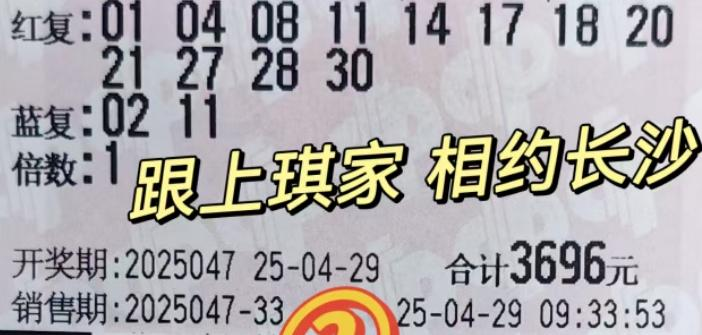 红复:01 04 08 11 14 17 18 20
21 27 28 30
蓝复:02 11
倍数:1
跟上琪家 相约长沙
开奖期:2025047 25-04-29 合计3696元
销售期:2025047-33 25-04-29 09:33:53